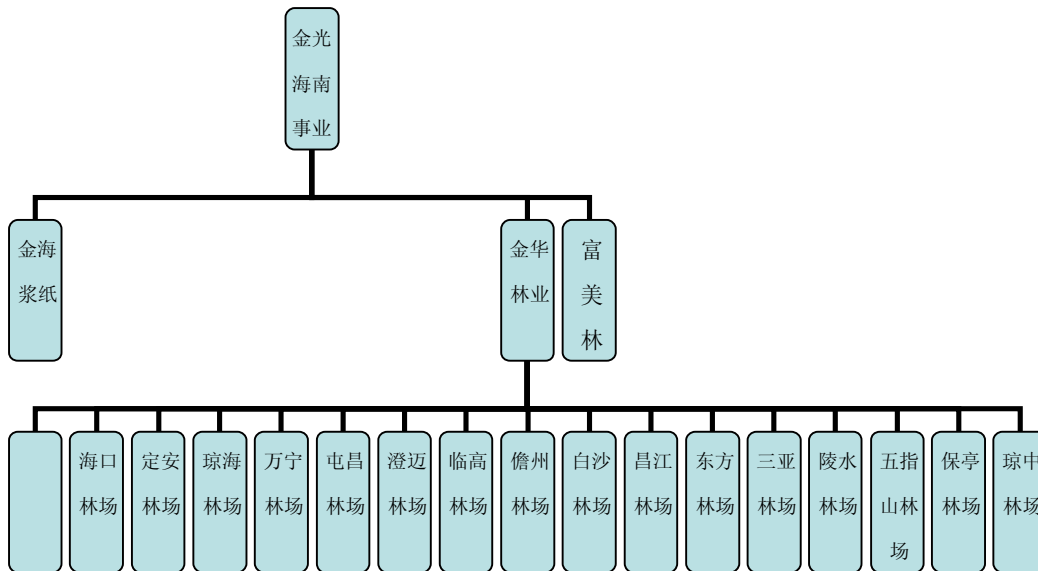 金光
海南
事业
金海
浆纸
金华
林业
富
美
林
海口
林场
定安
林场
琼海
林场
万宁
林场
屯昌
林场
澄迈
林场
临高
林场
儋州
林场
白沙
林场
昌江
林场
东方
林场
三亚
林场
陵水
林场
五指
山林
场
保亭
林场
琼中
林场